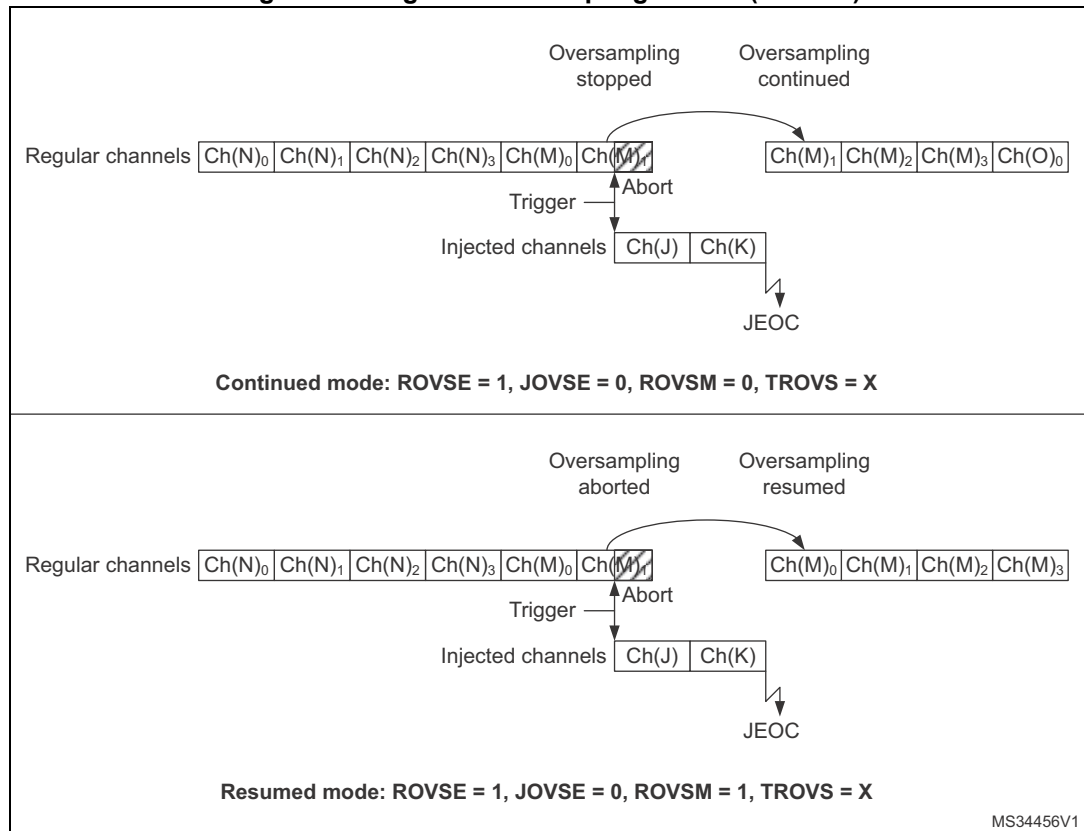 Oversampling stopped
Oversampling continued
Regular channels Ch(N)₀ Ch(N)₁ Ch(N)₂ Ch(N)₃ Ch(M)₀ Ch(M)₁ Ch(M)₁ Ch(M)₂ Ch(M)₃ Ch(O)₀
Abort
Trigger
Injected channels Ch(J) Ch(K)
JEOC
Continued mode: ROVSE = 1, JOVSE = 0, ROVSM = 0, TROVS = X
Oversampling aborted
Oversampling resumed
Regular channels Ch(N)₀ Ch(N)₁ Ch(N)₂ Ch(N)₃ Ch(M)₀ Ch(M)₁ Ch(M)₀ Ch(M)₁ Ch(M)₂ Ch(M)₃
Abort
Trigger
Injected channels Ch(J) Ch(K)
JEOC
Resumed mode: ROVSE = 1, JOVSE = 0, ROVSM = 1, TROVS = X
MS34456V1